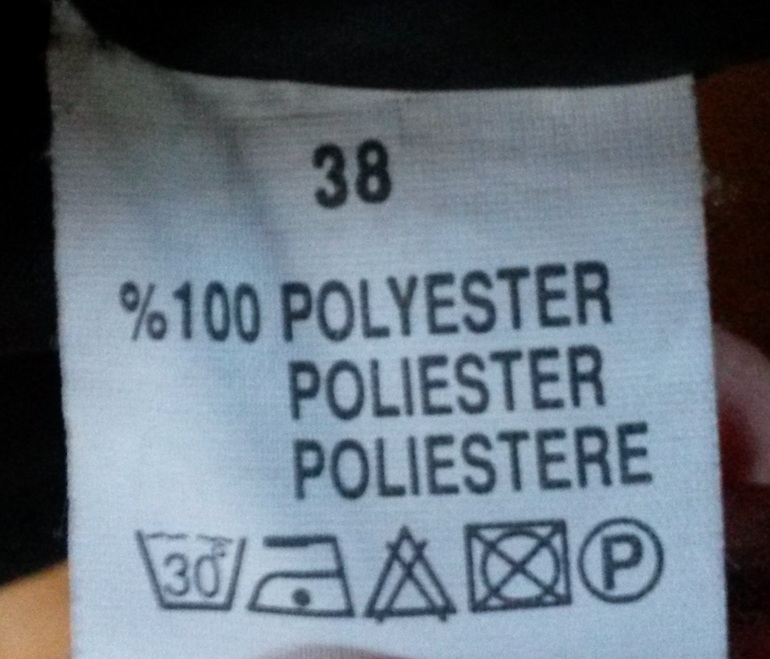 38
%100 POLYESTER
POLIESTER
POLIESTERE
30°
P